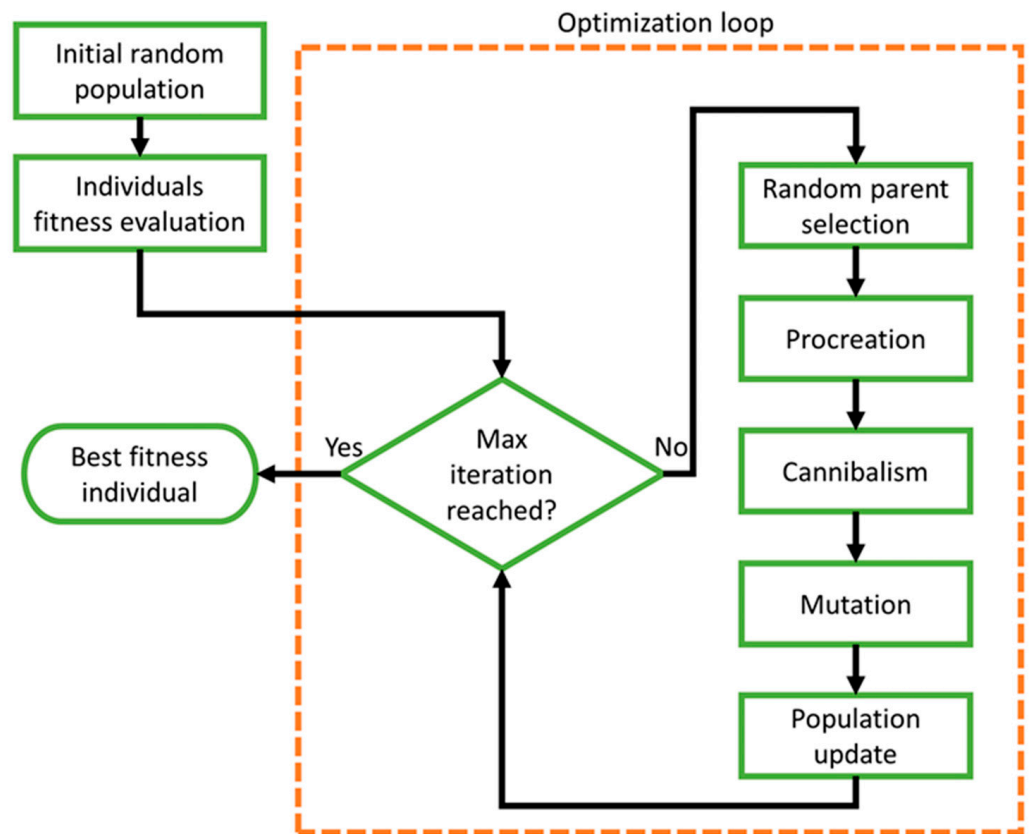 Optimization loop
Initial random
population
Individuals
fitness evaluation
Random parent
selection
Procreation
Yes
Max
iteration
reached?
No
Best fitness
individual
Cannibalism
Mutation
Population
update